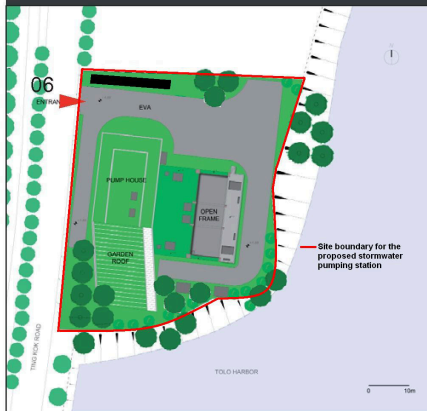 06
ENTRAN
EVA
PUMP HOUSE
OPEN
FRAME
GARDEN
ROOF
Site boundary for the
proposed stormwater
pumping station
TING KOK ROAD
TOLO HARBOR
0 10m